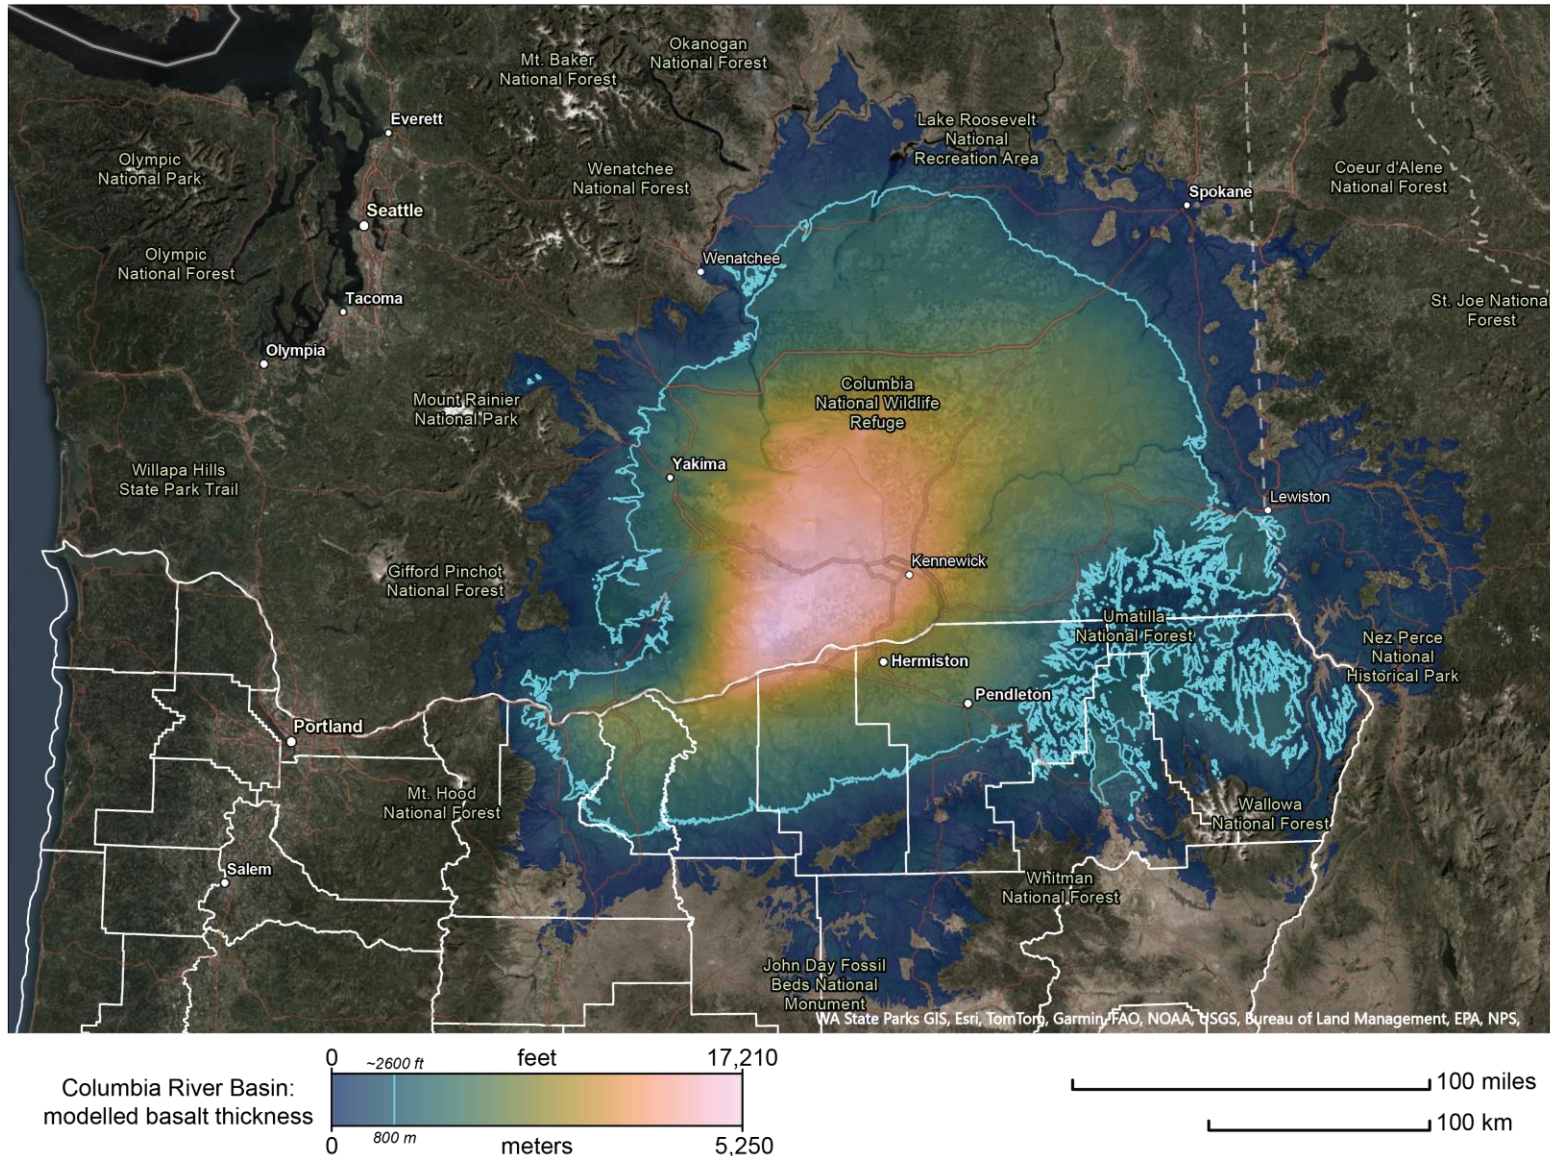 Okanogan
National Forest
Mt. Baker
National Forest
Everett
Lake Roosevelt
National
Recreation Area
Olympic
National Park
Wenatchee
National Forest
Coeur d'Alene
National Forest
Spokane
Seattle
Olympic
National Forest
Wenatchee
Tacoma
St. Joe National
Forest
Olympia
Columbia
National Wildlife
Refuge
Mount Rainier
National Park
Yakima
Willapa Hills
State Park Trail
Lewiston
Kennewick
Gifford Pinchot
National Forest
Umatilla
National Forest
Nez Perce
National
Historical Park
Hermiston
Pendleton
Portland
Mt. Hood
National Forest
Wallowa
National Forest
Salem
Whitman
National Forest
John Day Fossil
Beds National
Monument
WA State Parks GIS, Esri, TomTom, Garmin, FAO, NOAA, USGS, Bureau of Land Management, EPA, NPS,
0 feet 17,210
~2600 ft
Columbia River Basin:
modelled basalt thickness
800 m
0 meters 5,250
100 miles
100 km